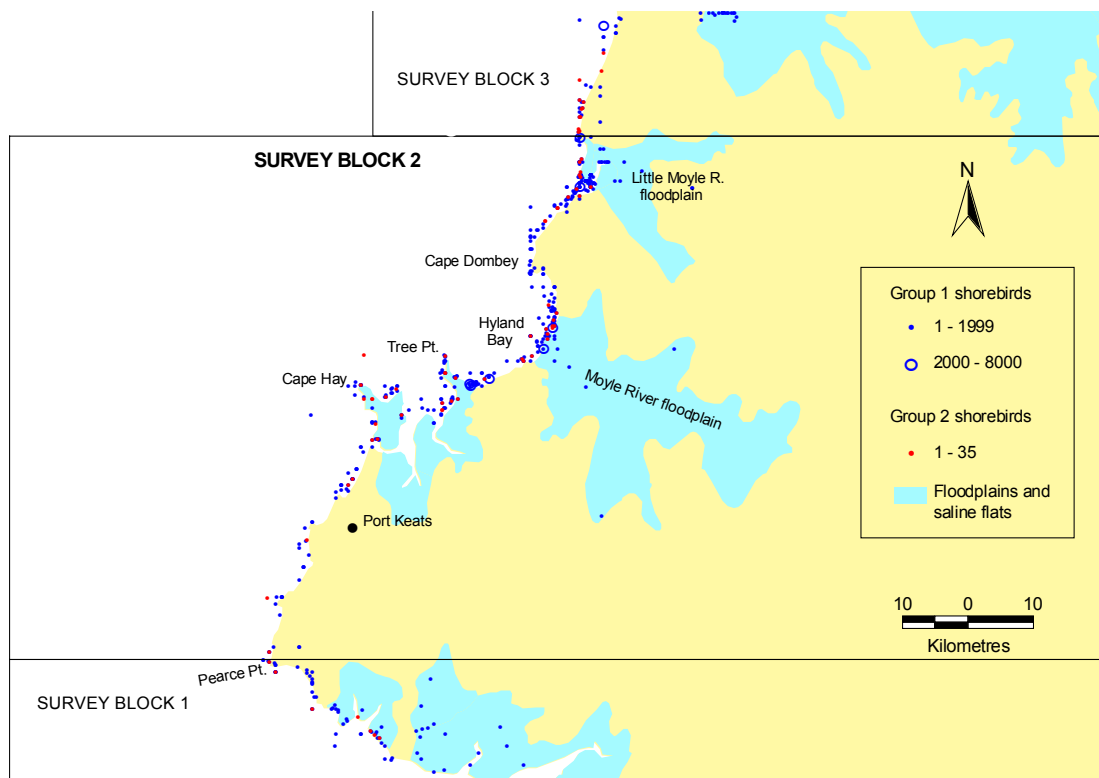 SURVEY BLOCK 3
SURVEY BLOCK 2
Little Moyle R.
floodplain
N
Cape Dombey
Hyland
Bay
Tree Pt.
Cape Hay
Moyle River floodplain
Port Keats
Pearce Pt.
SURVEY BLOCK 1
Group 1 shorebirds
1 - 1999
2000 - 8000
Group 2 shorebirds
1 - 35
Floodplains and
saline flats
10 0 10
Kilometres